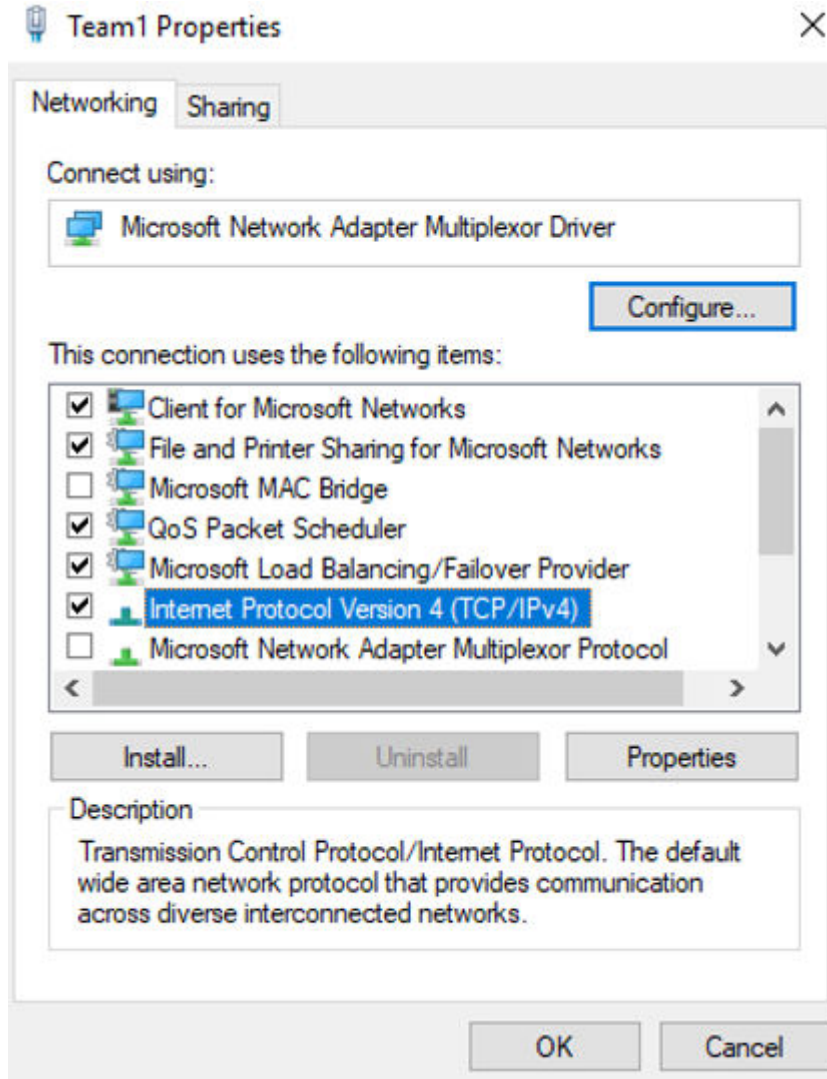 Team1 Properties
Networking
Sharing
Connect using:
Microsoft Network Adapter Multiplexor Driver
Configure...
This connection uses the following items:
Client for Microsoft Networks
File and Printer Sharing for Microsoft Networks
Microsoft MAC Bridge
QoS Packet Scheduler
Microsoft Load Balancing/Failover Provider
Internet Protocol Version 4 (TCP/IPv4)
Microsoft Network Adapter Multiplexor Protocol
Install...
Uninstall
Properties
Description
Transmission Control Protocol/Internet Protocol. The default
wide area network protocol that provides communication
across diverse interconnected networks.
OK
Cancel